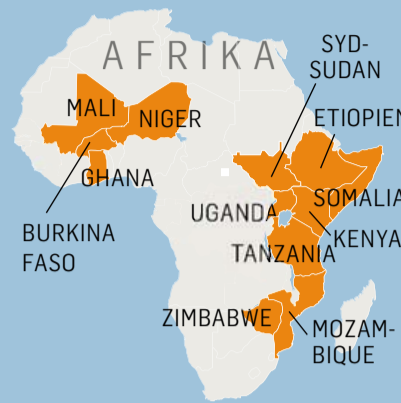 AFRIKA
SYD-
SUDAN
MALI
NIGER
ETIOPIEN
GHANA
SOMALIA
UGANDA
BURKINA
FASO
KENYA
TANZANIA
ZIMBABWE
MOZAM-
BIQUE